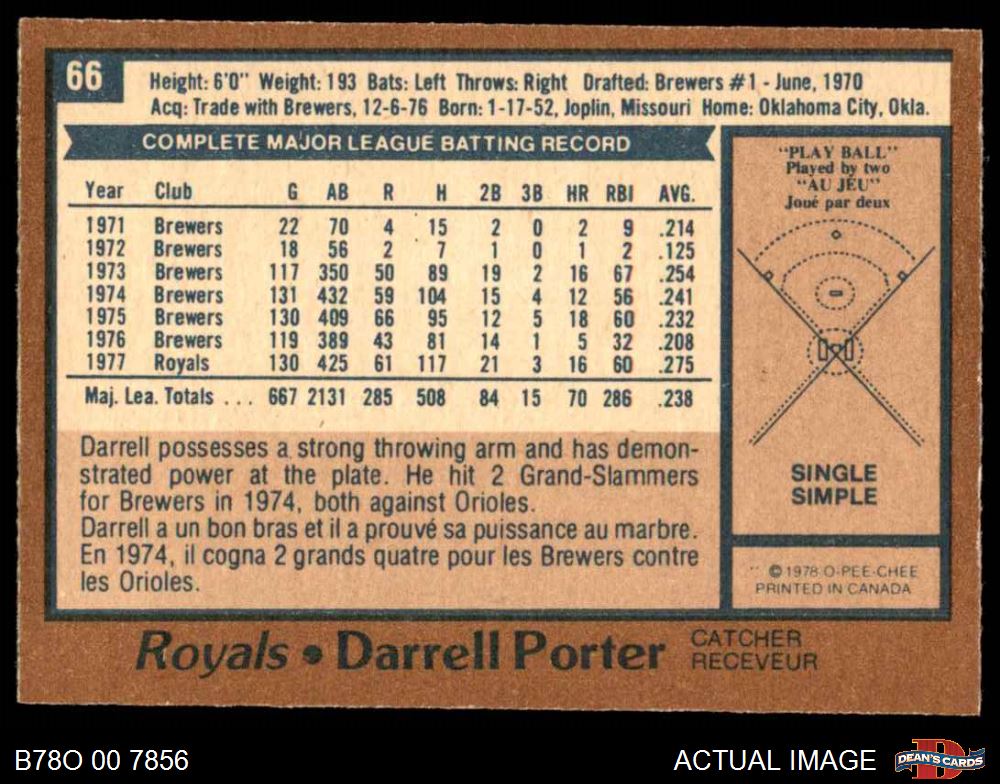 66
Height: 6'0" Weight: 193 Bats: Left Throws: Right Drafted: Brewers #1 - June, 1970
Acq: Trade with Brewers, 12-6-76 Born: 1-17-52, Joplin, Missouri Home: Oklahoma City, Okla.
COMPLETE MAJOR LEAGUE BATTING RECORD
Year Club G AB R H 2B 3B HR RBI AVG.
1971 Brewers 22 70 4 15 2 0 2 9 .214
1972 Brewers 18 56 2 7 1 0 1 2 .125
1973 Brewers 117 350 50 89 19 2 16 67 .254
1974 Brewers 131 432 59 104 15 4 12 56 .241
1975 Brewers 130 409 66 95 12 5 18 60 .232
1976 Brewers 119 389 43 81 14 1 5 32 .208
1977 Royals 130 425 61 117 21 3 16 60 .275
Maj. Lea. Totals . . . 667 2131 285 508 84 15 70 286 .238
Darrell possesses a strong throwing arm and has demon-
strated power at the plate. He hit 2 Grand-Slammers
for Brewers in 1974, both against Orioles.
Darrell a un bon bras et il a prouvé sa puissance au marbre.
En 1974, il cogna 2 grands quatre pour les Brewers contre
les Orioles.
"PLAY BALL"
Played by two
"AU JEU"
Joué par deux
SINGLE
SIMPLE
© 1978 O-PEE-CHEE
PRINTED IN CANADA
Royals • Darrell Porter
CATCHER
RECEVEUR
B78O 00 7856
ACTUAL IMAGE
DEAN'S CARDS